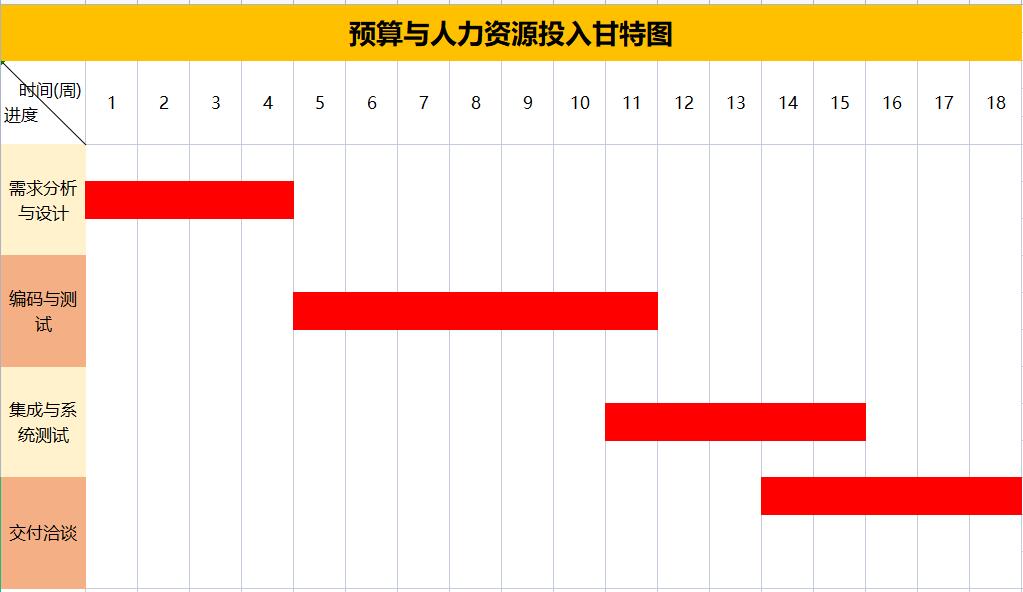 预算与人力资源投入甘特图
时间(周)
进度
1 2 3 4 5 6 7 8 9 10 11 12 13 14 15 16 17 18
需求分析
与设计
编码与测
试
集成与系
统测试
交付洽谈